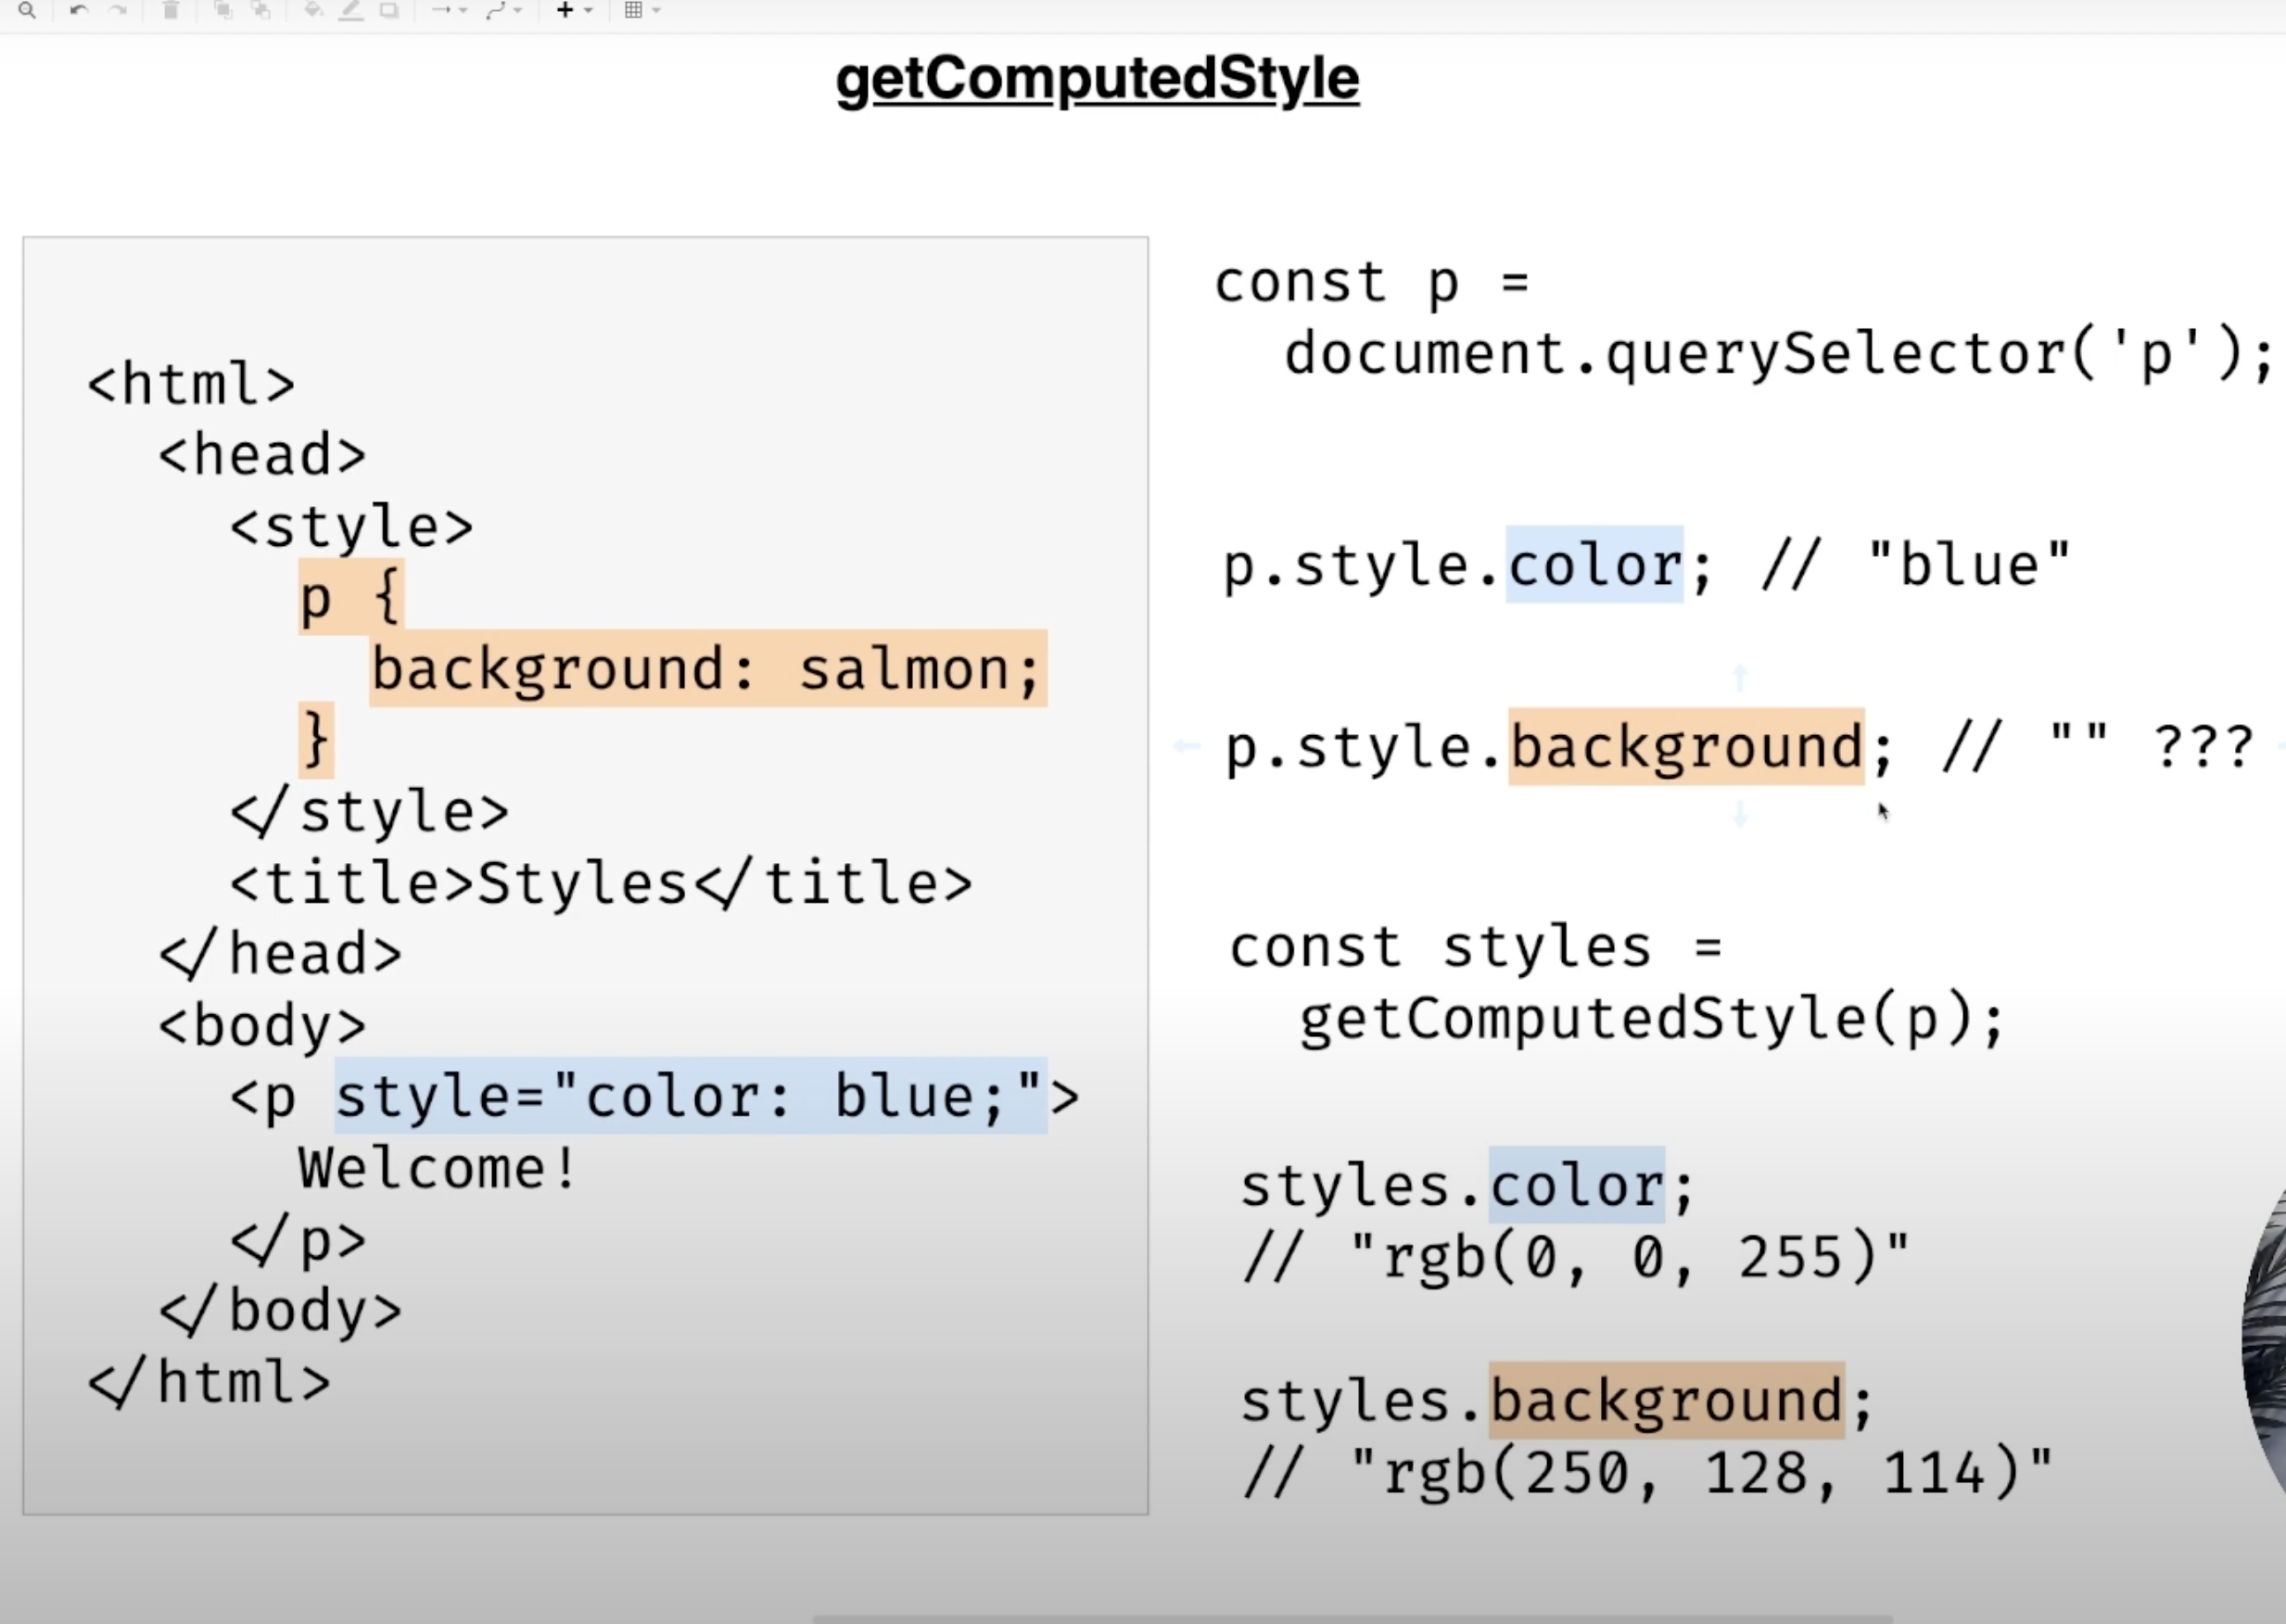 getComputedStyle
<html>
<head>
<style>
p {
background: salmon;
}
</style>
<title>Styles</title>
</head>
<body>
<p style="color: blue;">
Welcome!
</p>
</body>
</html>
const p =
document.querySelector('p');
p.style.color; // "blue"
p.style.background; // "" ???
const styles =
getComputedStyle(p);
styles.color;
// "rgb(0, 0, 255)"
styles.background;
// "rgb(250, 128, 114)"